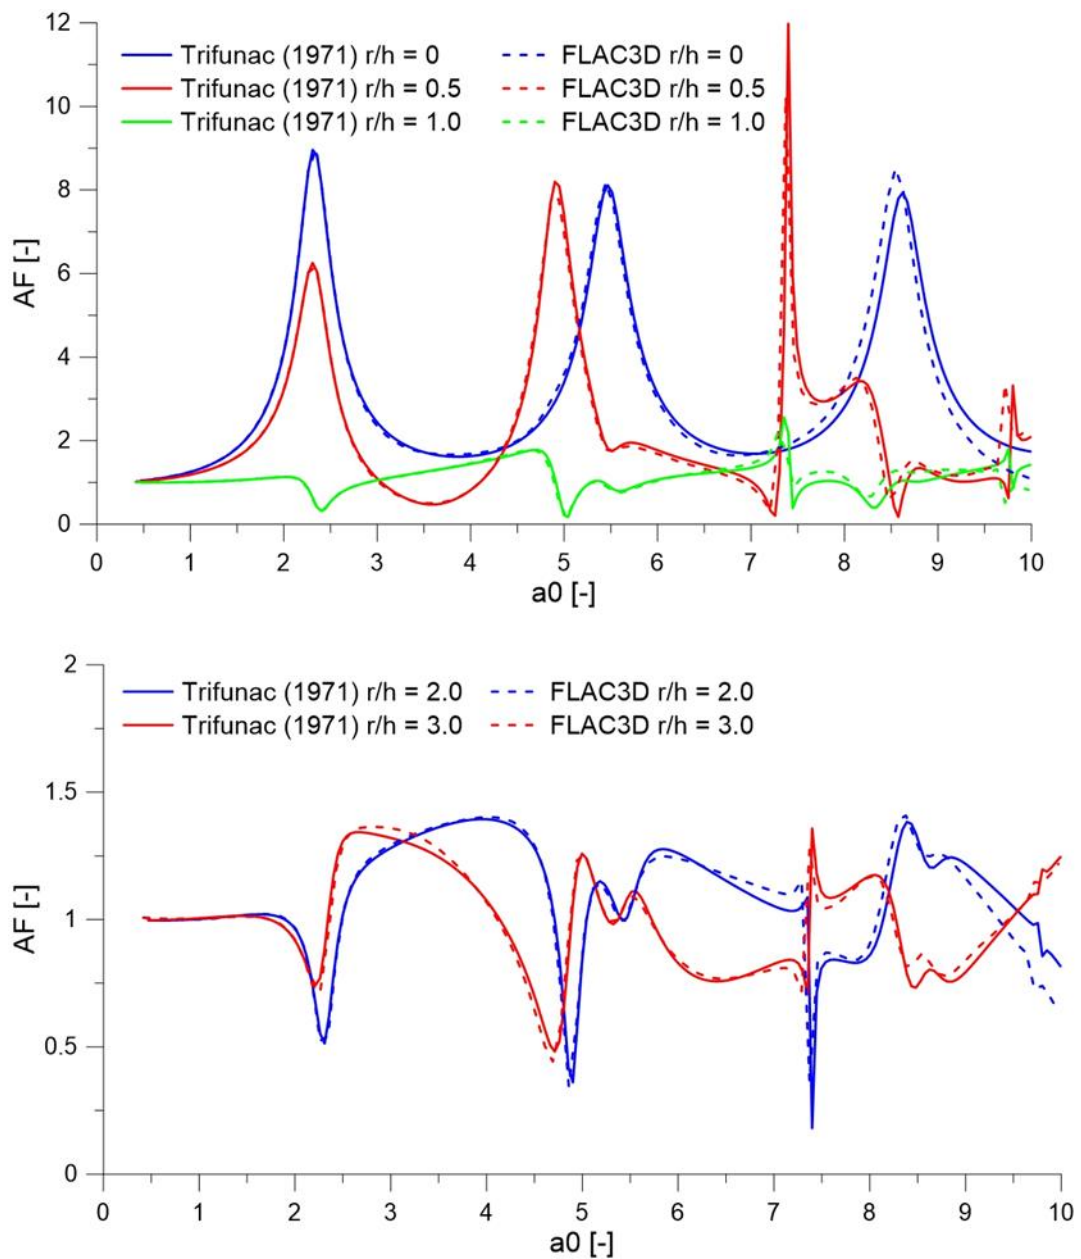 12
Trifunac (1971) r/h = 0 FLAC3D r/h = 0
Trifunac (1971) r/h = 0.5 FLAC3D r/h = 0.5
10
Trifunac (1971) r/h = 1.0 FLAC3D r/h = 1.0
8
AF [-]
6
4
2
0
0 1 2 3 4 5 6 7 8 9 10
a0 [-]
2
Trifunac (1971) r/h = 2.0 FLAC3D r/h = 2.0
Trifunac (1971) r/h = 3.0 FLAC3D r/h = 3.0
1.5
AF [-]
1
0.5
0
0 1 2 3 4 5 6 7 8 9 10
a0 [-]